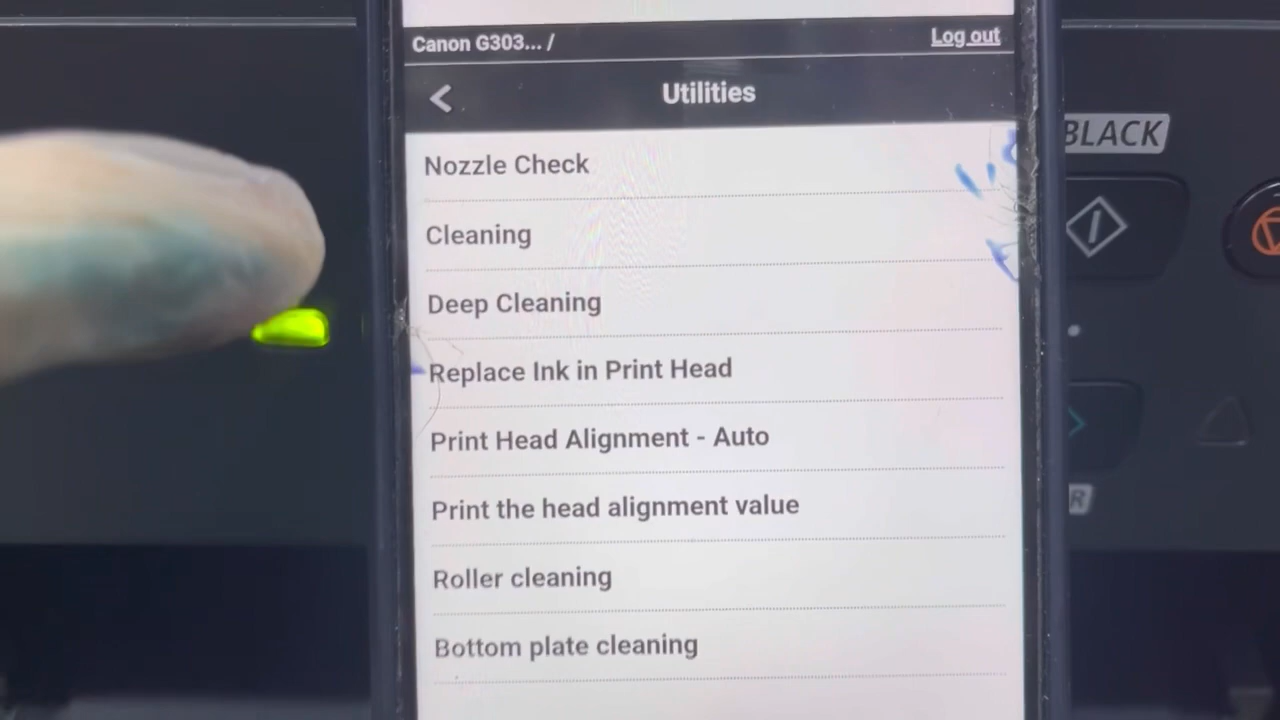 Canon G303... /
Log out
Utilities
Nozzle Check
Cleaning
Deep Cleaning
Replace Ink in Print Head
Print Head Alignment - Auto
Print the head alignment value
Roller cleaning
Bottom plate cleaning
BLACK
R